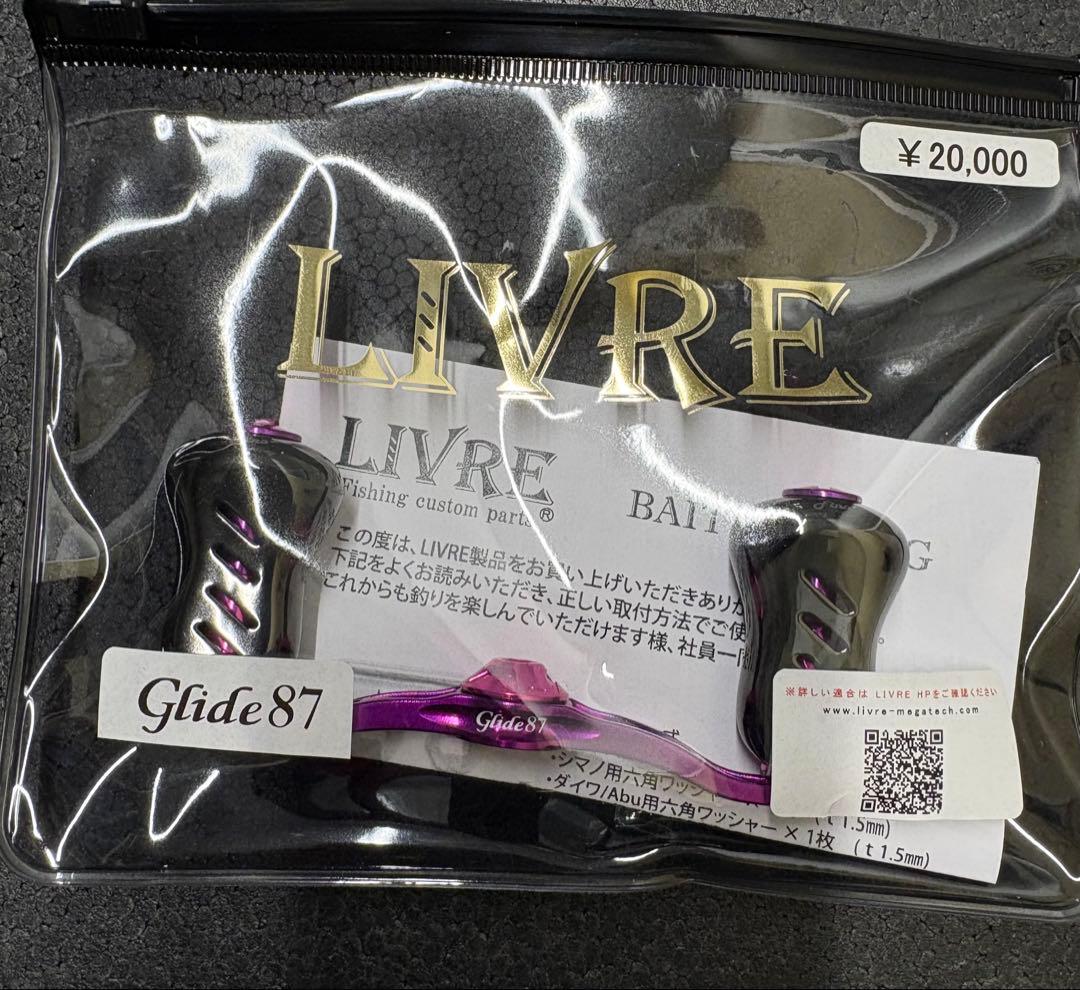 ¥20,000
LIVRE
LIVRE
Fishing custom parts®
BAIT
G
この度は、LIVRE製品をお買い上げいただきありが
下記をよくお読みいただき、正しい取付方法でご使
これからも釣りを楽しんでいただけます様、社員一同
Glide87
Glide87
※詳しい適合は LIVRE HPをご確認ください
www.livre-megatech.com
・シマノ用六角ワッシャー
(t1.5mm)
・ダイワ/Abu用六角ワッシャー × 1枚 (t1.5mm)